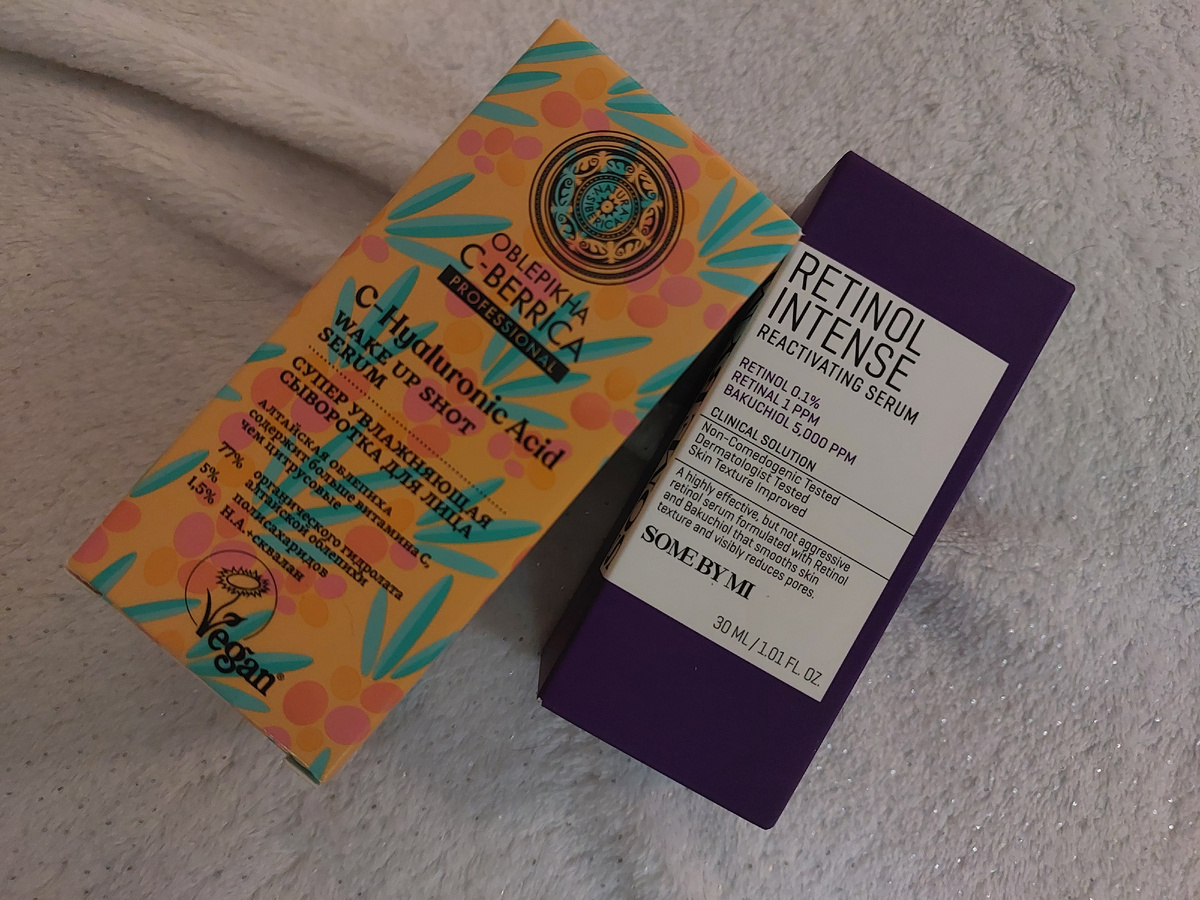 NATURA
SIBERICA
OBLEPIKHA
C-BERRICA
PROFESSIONAL
C-Hyaluronic Acid
WAKE UP SHOT
SERUM
СУПЕР УВЛАЖНЯЮЩАЯ
СЫВОРОТКА ДЛЯ ЛИЦА
АЛТАЙСКАЯ ОБЛЕПИХА
содержит больше витамина С,
чем цитрусовые
77% органического гидролата
алтайской облепихи
5% полисахаридов
1.5% Н.А. +сквалан
Vegan®
RETINOL
INTENSE
REACTIVATING SERUM
RETINOL 0.1%
RETINAL 1 PPM
BAKUCHIOL 5,000 PPM
CLINICAL SOLUTION
Non-Comedogenic Tested
Dermatologist Tested
Skin Texture Improved
A highly effective, but not aggressive
retinol serum formulated with Retinol
and Bakuchiol that smooths skin
texture and visibly reduces pores.
SOME BY MI
30 ML / 1.01 FL. OZ.